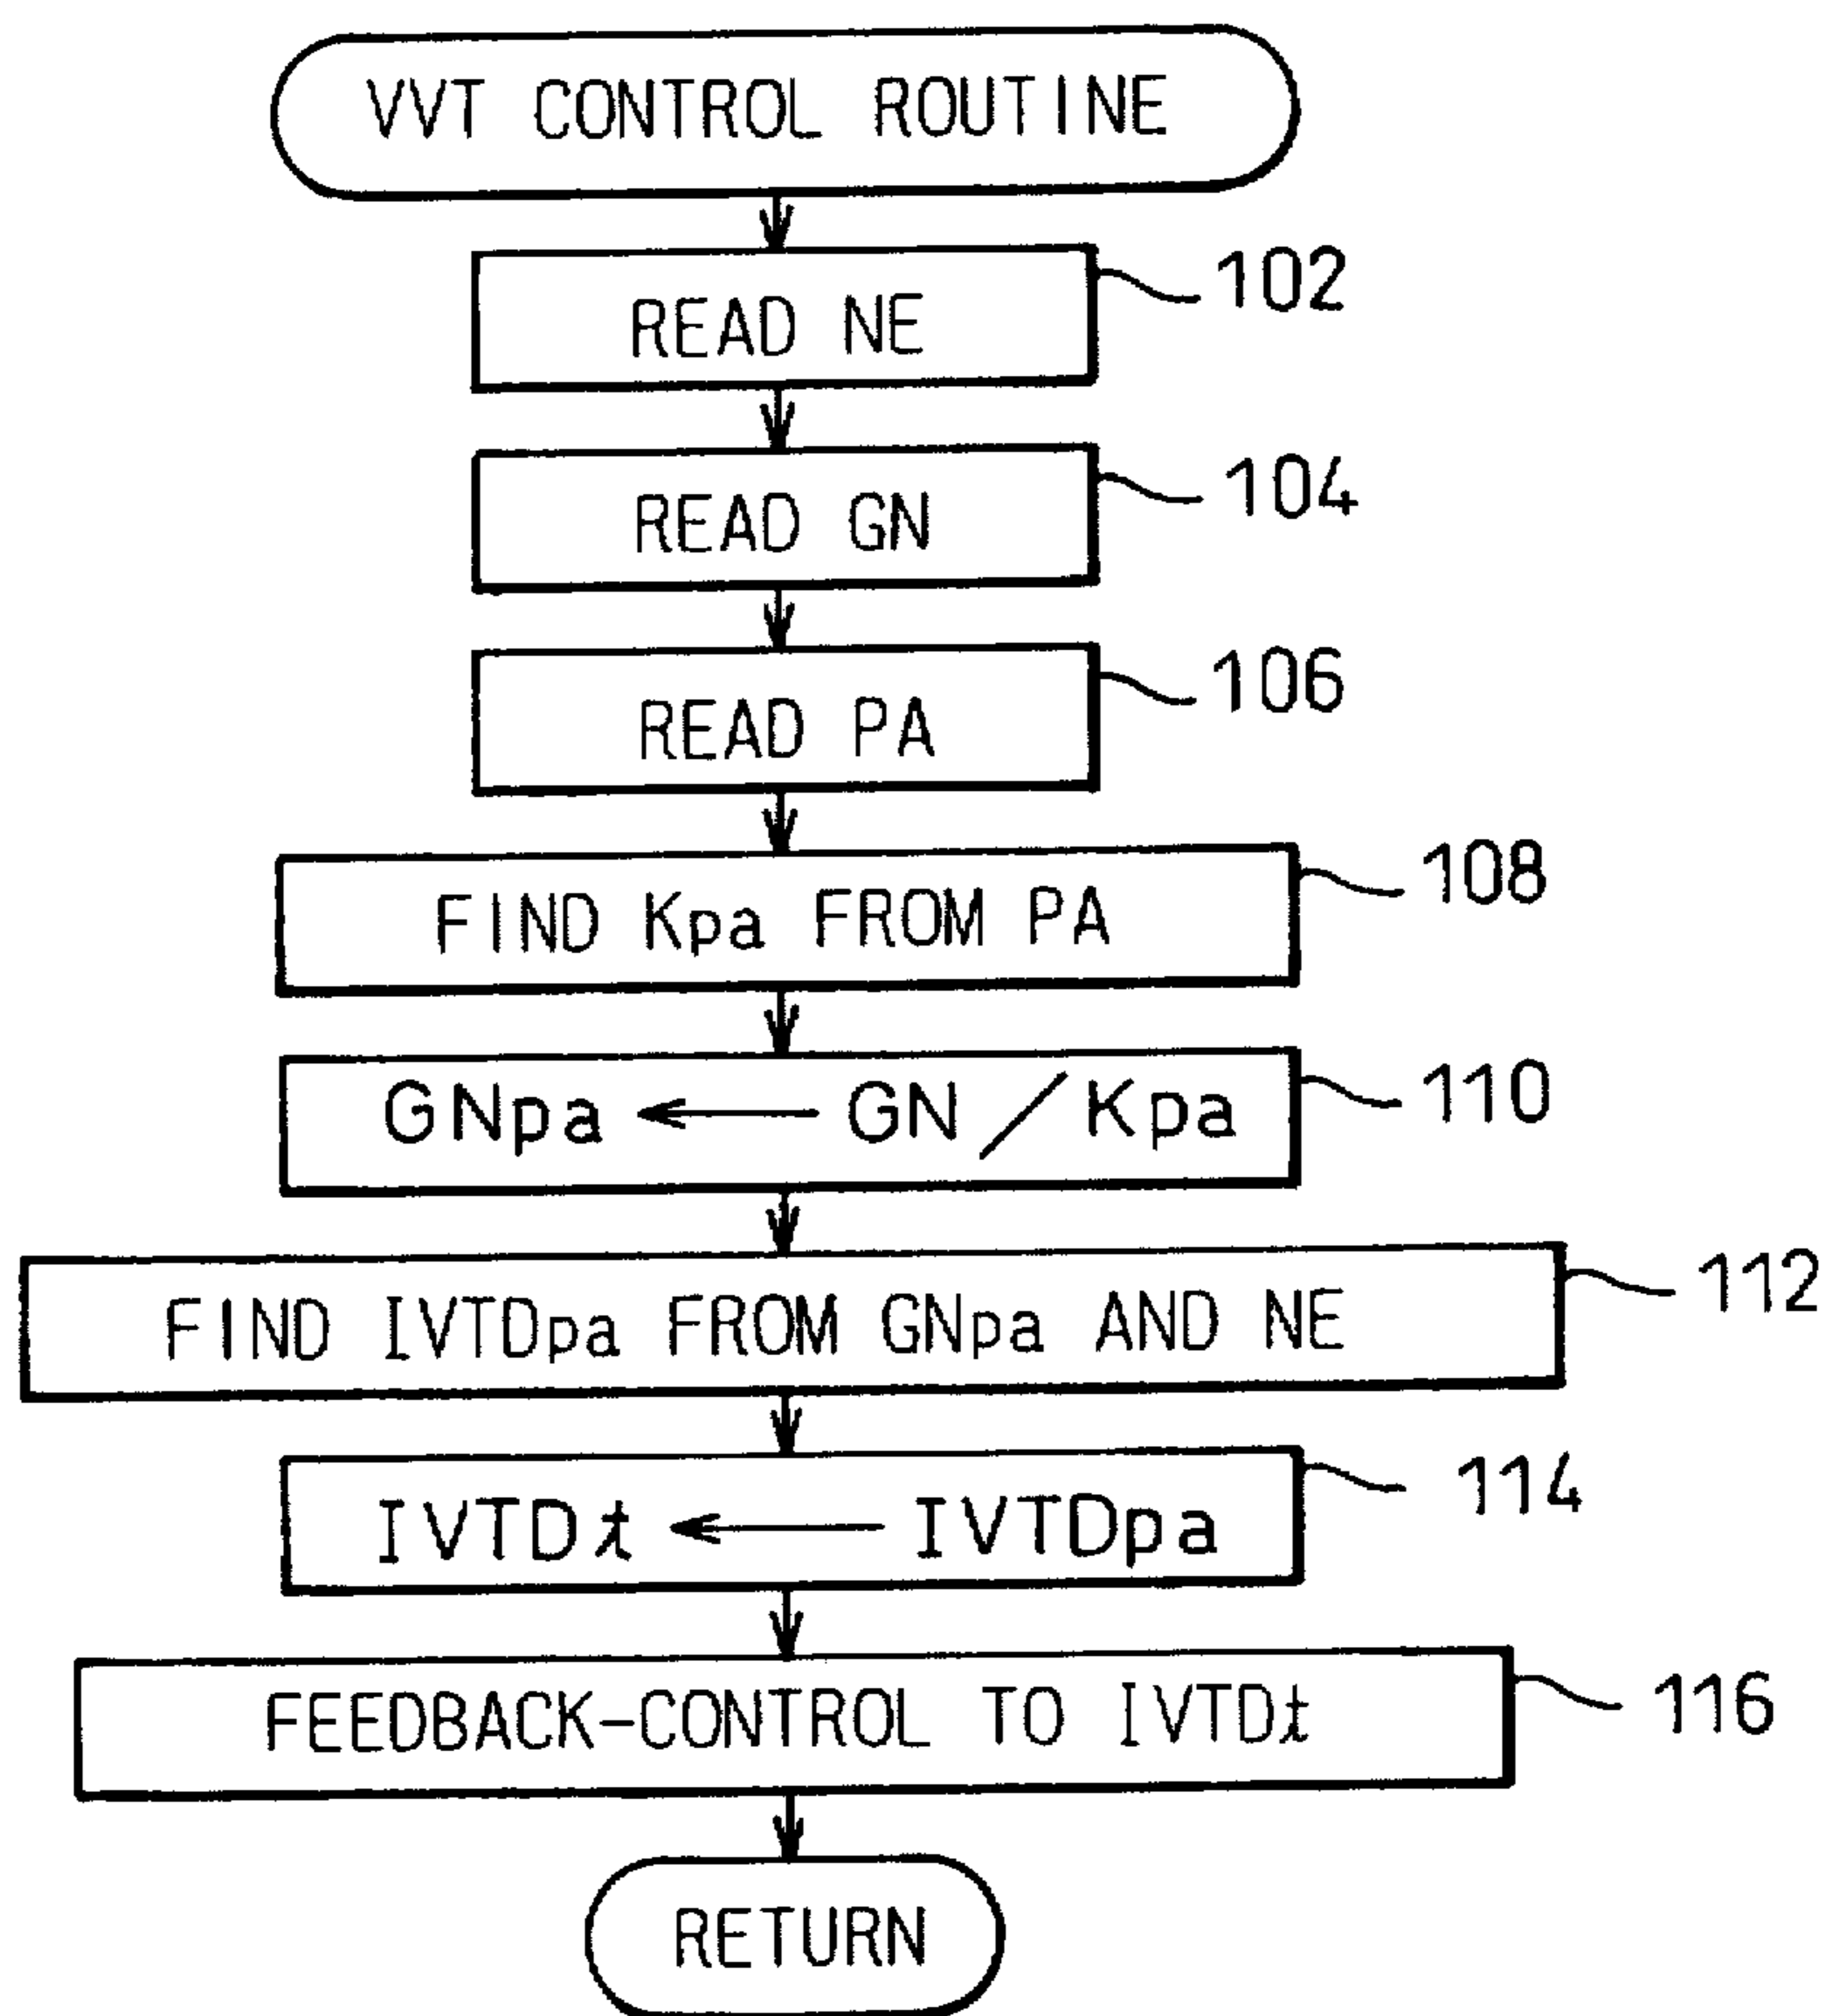 VVT CONTROL ROUTINE
READ NE
102
READ GN
104
READ PA
106
FIND Kpa FROM PA
108
GNpa ← GN/Kpa
110
FIND IVTDpa FROM GNpa AND NE
112
IVTDt ← IVTDpa
114
FEEDBACK-CONTROL TO IVTDt
116
RETURN